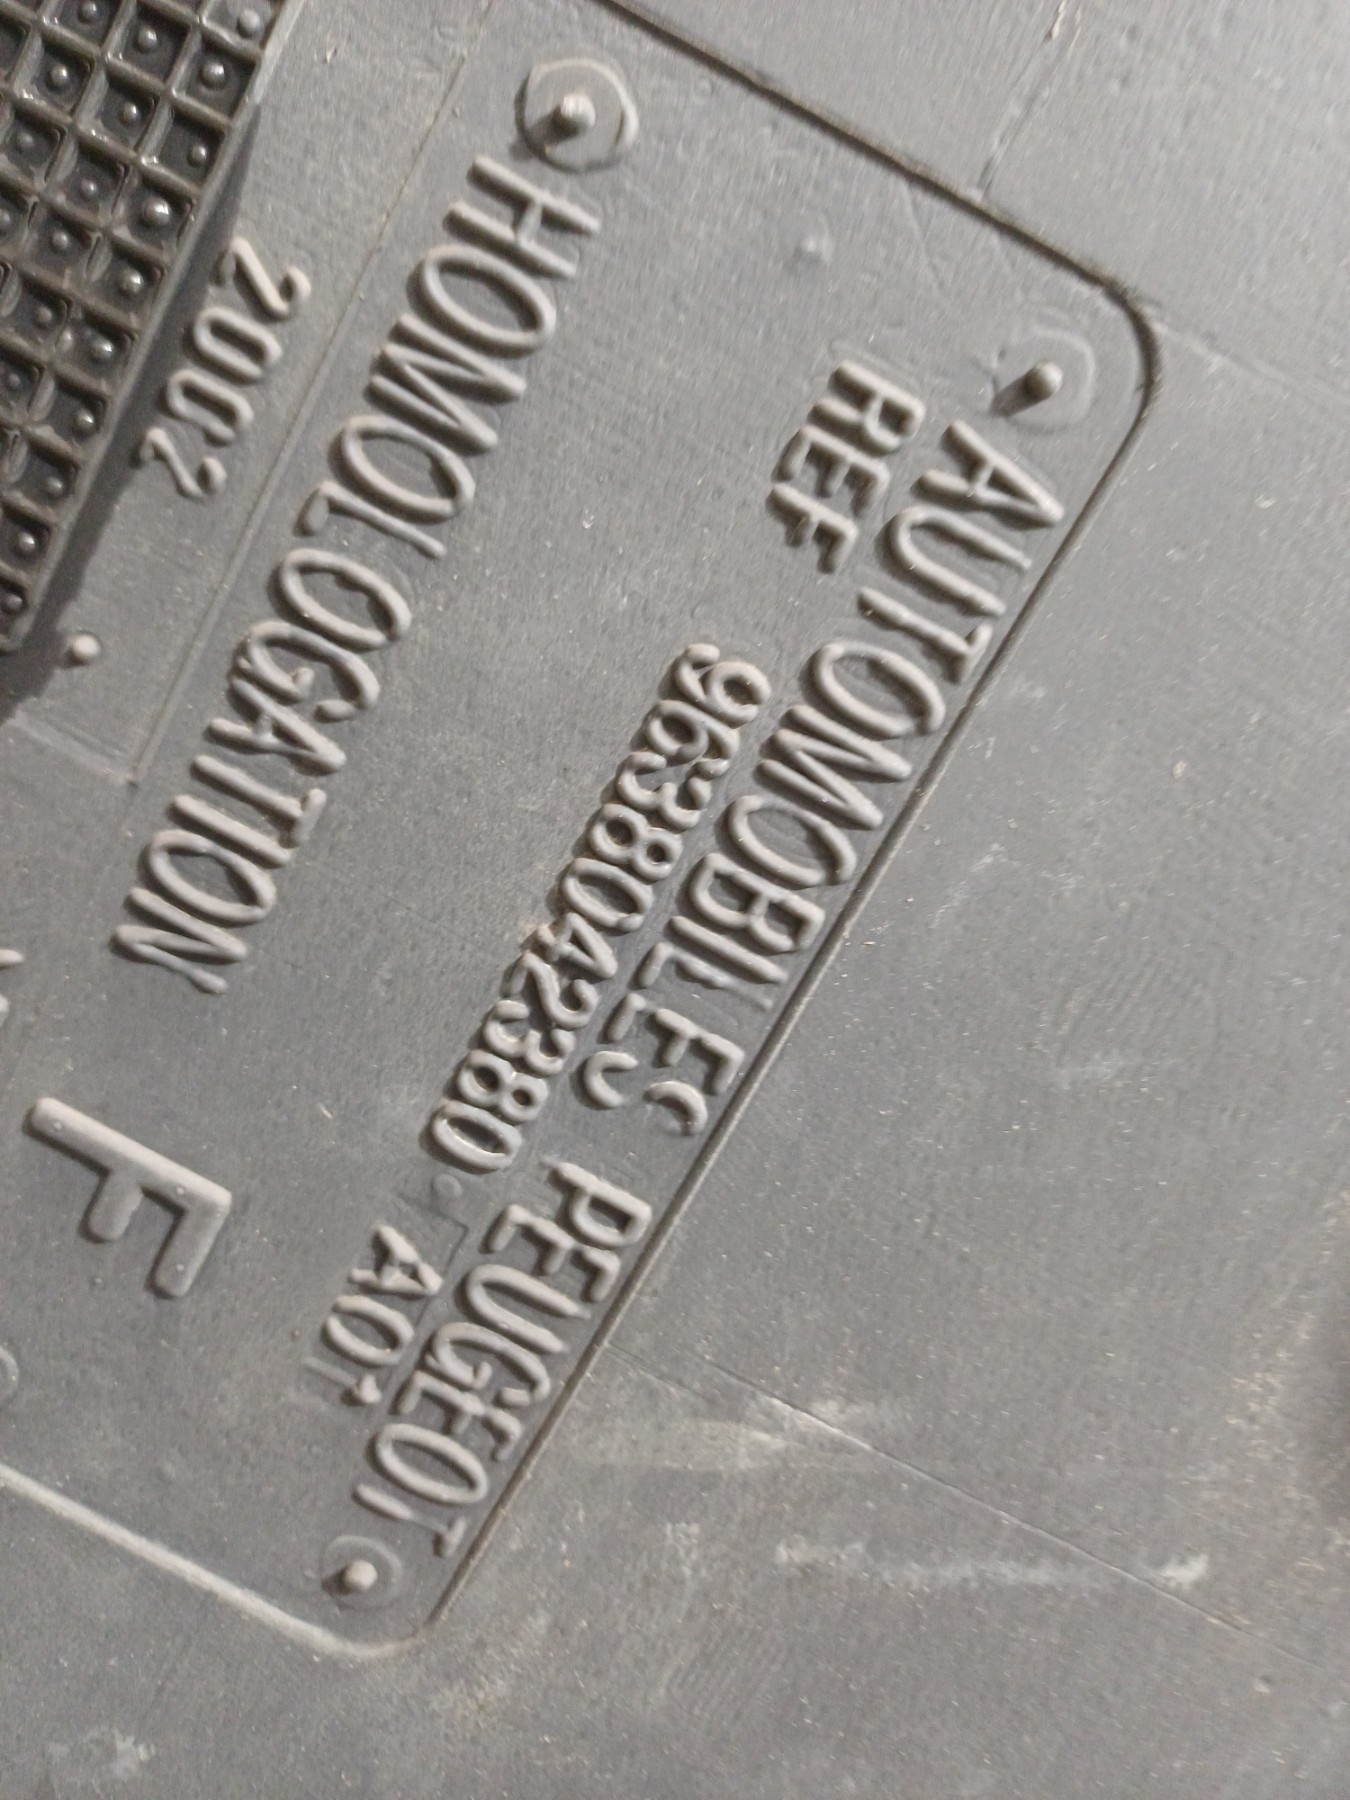 AUTOMOBILES PEUGEOT
REF 9638042380 A01
HOMOLOGATION F
2002